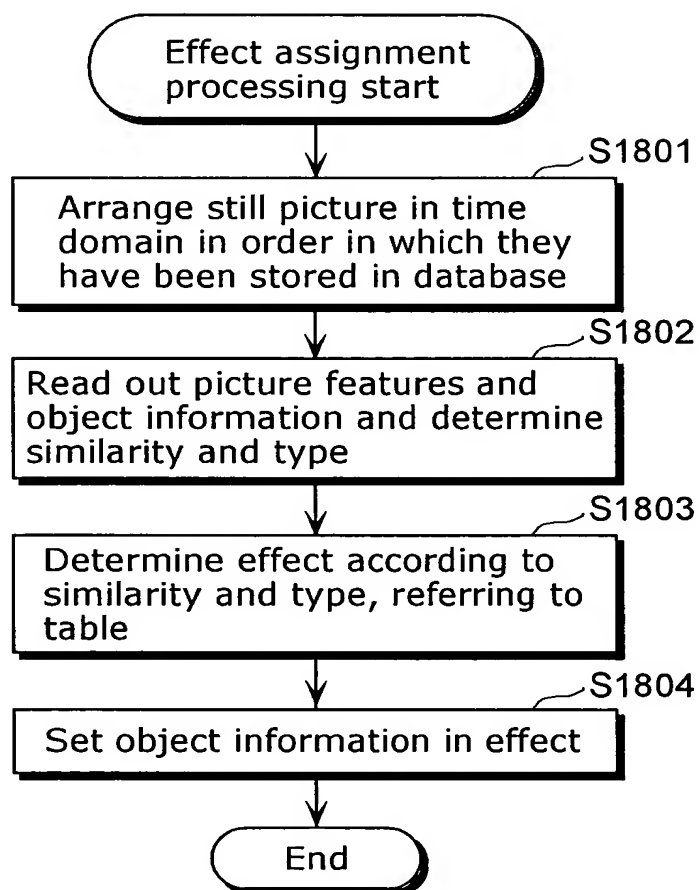 Effect assignment
processing start
S1801
Arrange still picture in time
domain in order in which they
have been stored in database
S1802
Read out picture features and
object information and determine
similarity and type
S1803
Determine effect according to
similarity and type, referring to
table
S1804
Set object information in effect
End